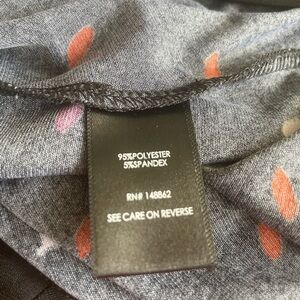 95%POLYESTER
5%SPANDEX
RN# 148862
SEE CARE ON REVERSE